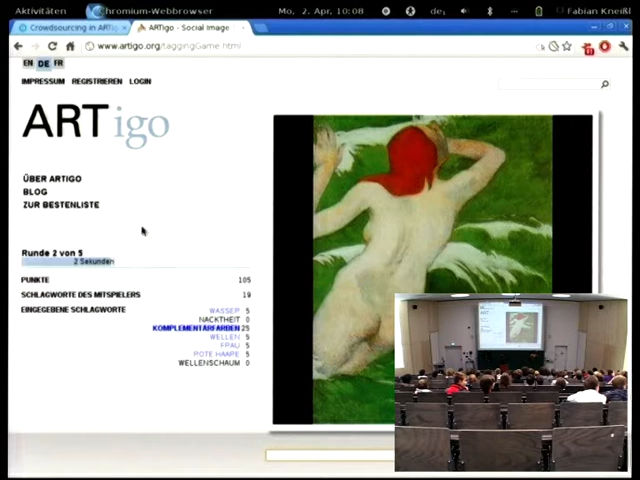 Aktivitäten
Chromium-Webbrowser
Mo, 2. Apr, 10:08
de
Fabian Kneißl
Crowdsourcing in ARTig
ARTigo - Social Image
www.artigo.org/taggingGame.html
EN DE FR
IMPRESSUM REGISTRIEREN LOGIN
ARTigo
ÜBER ARTIGO
BLOG
ZUR BESTENLISTE
Runde 2 von 5
2 Sekunden
PUNKTE 105
SCHLAGWORTE DES MITSPIELERS 19
EINGEGEBENE SCHLAGWORTE
WASSER 5
NACKTHEIT 0
KOMPLEMENTÄRFARBEN 25
WELLEN 5
FRAU 5
ROTE HAARE 5
WELLENSCHAUM 0